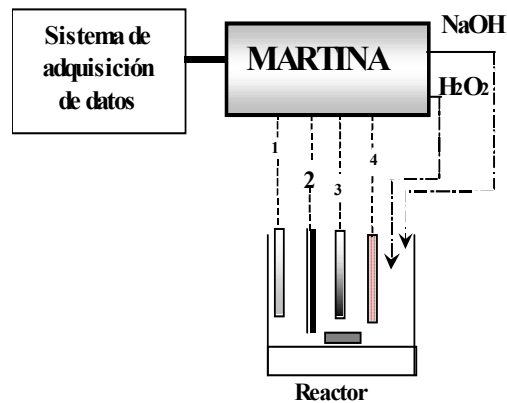 Sistema de
adquisición
de datos
MARTINA
NaOH
H2O2
1
2
3
4
Reactor